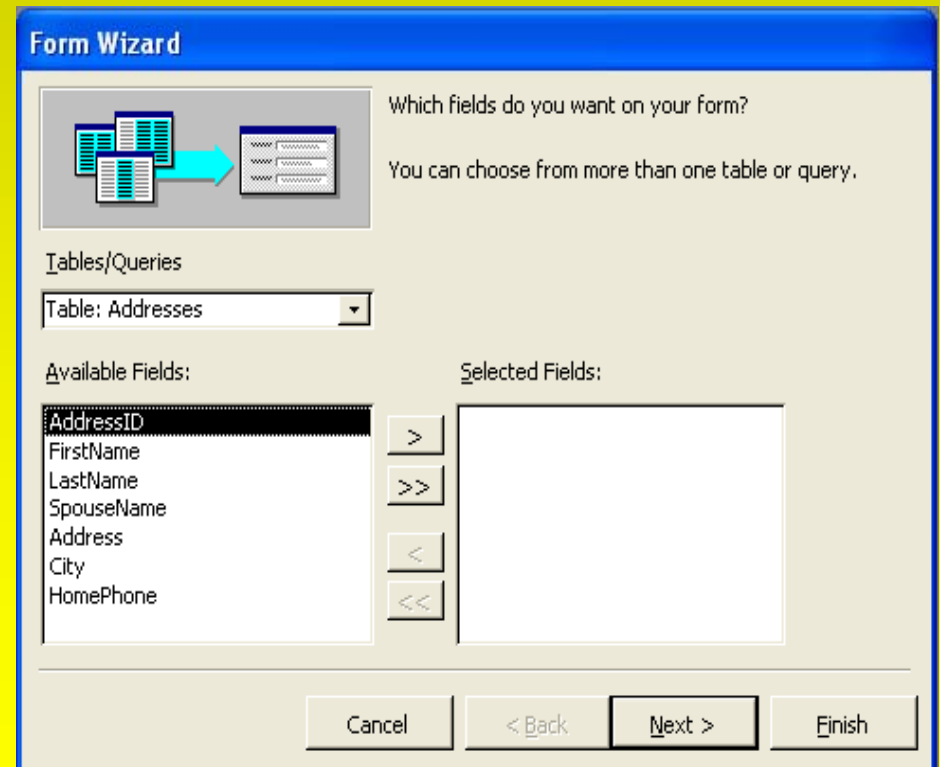 Form Wizard
Which fields do you want on your form?
You can choose from more than one table or query.
Tables/Queries
Table: Addresses
Available Fields:
Selected Fields:
AddressID
FirstName
LastName
SpouseName
Address
City
HomePhone
>
>>
<
<<
Cancel
< Back
Next >
Finish